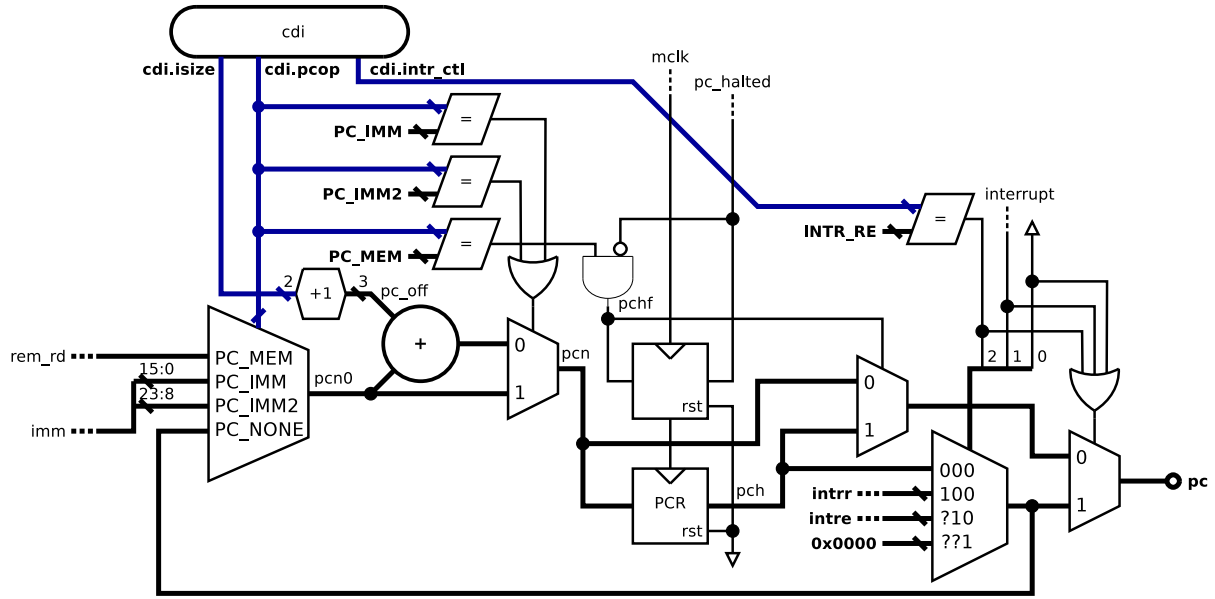 cdi
cdi.isize
cdi.pcop
cdi.intr_ctl
mclk
pc_halted
PC_IMM
=
PC_IMM2
=
PC_MEM
=
INTR_RE
=
interrupt
2
+1
3
pc_off
+
pchf
2
1
0
rem_rd
15:0
23:8
imm
PC_MEM
PC_IMM
PC_IMM2
PC_NONE
pcn0
0
1
pcn
rst
0
1
PCR
rst
pch
intrr
intre
0x0000
000
100
?10
??1
0
1
pc